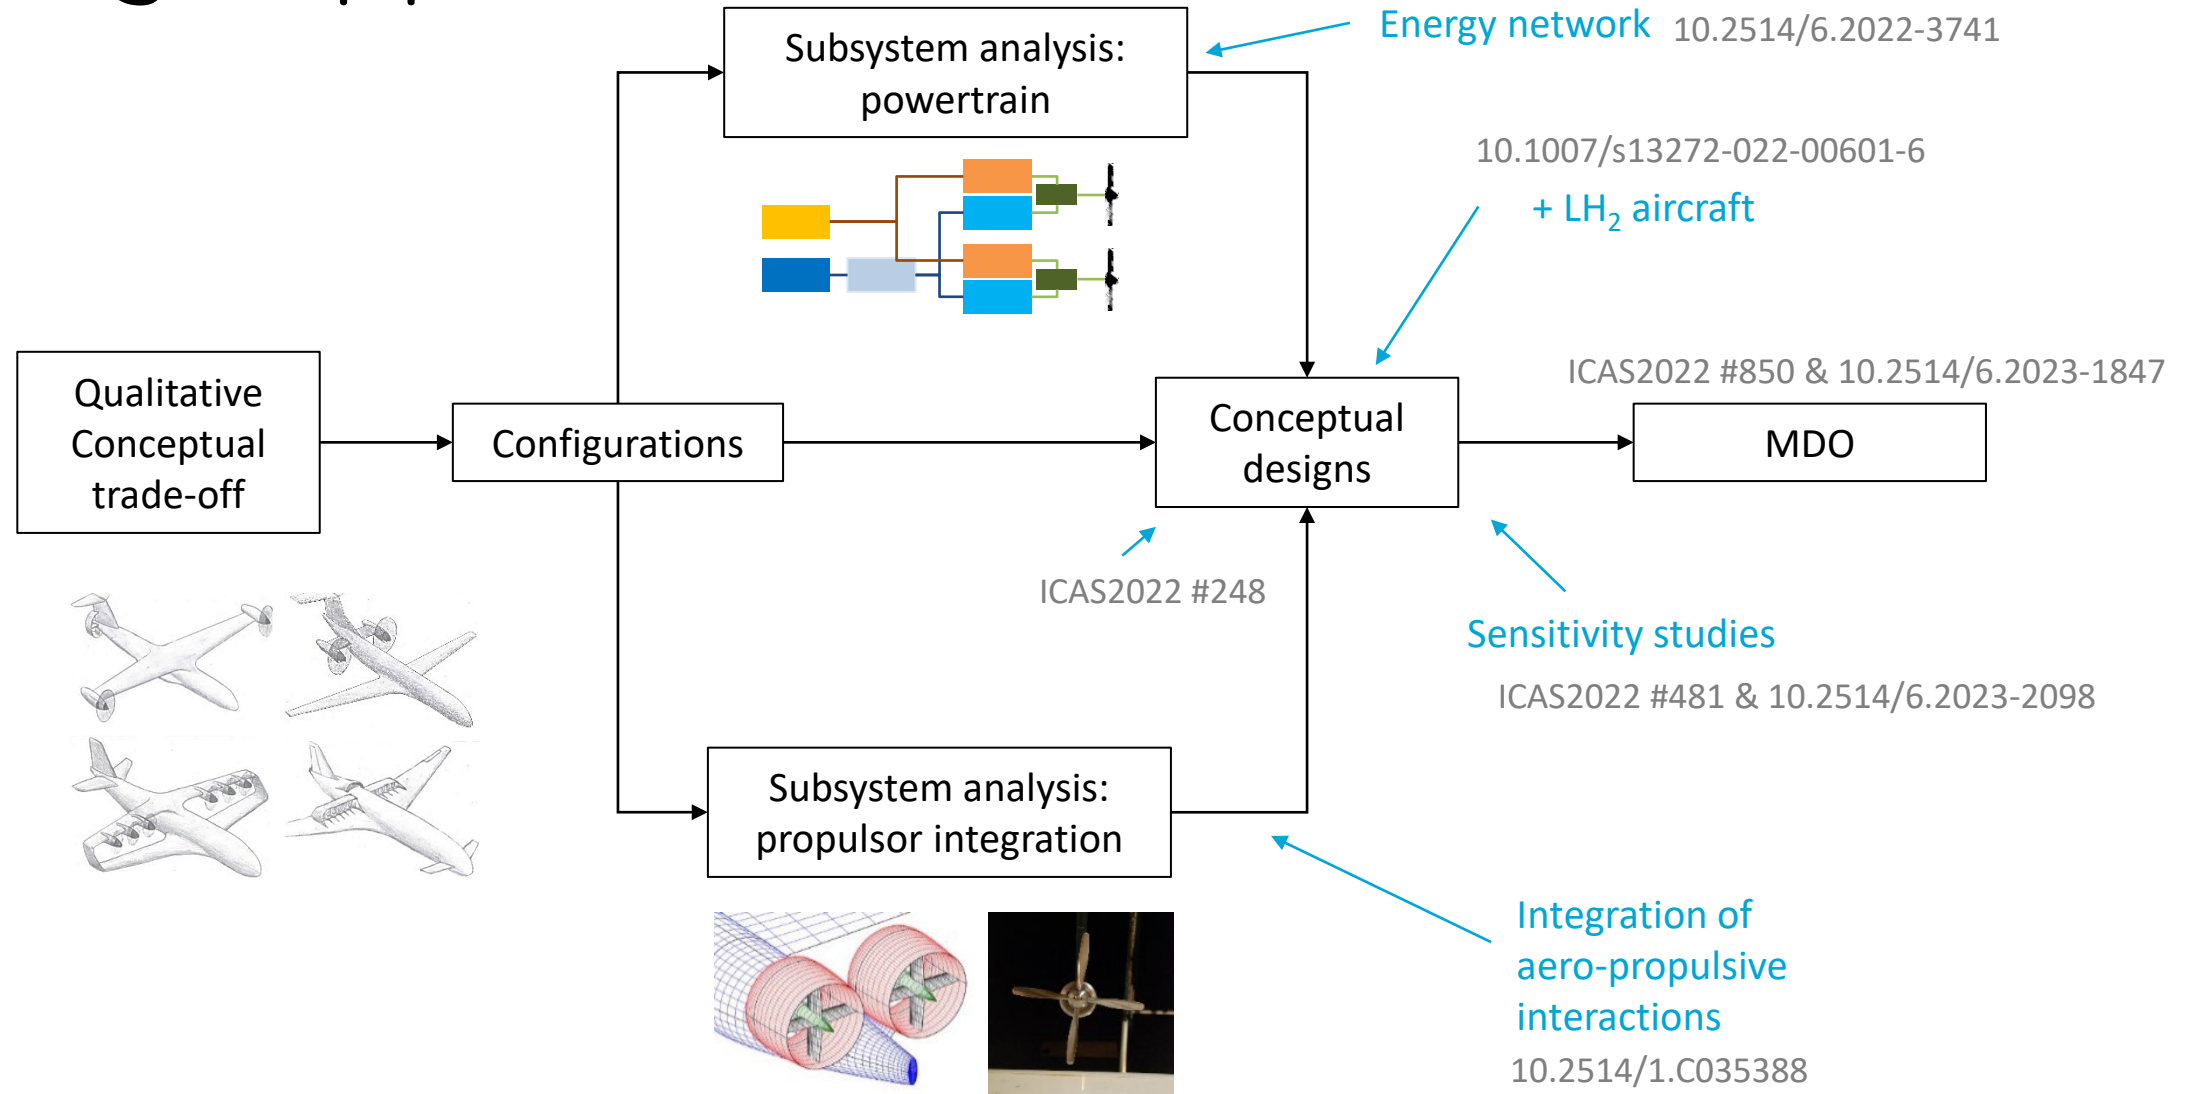 Subsystem analysis:
powertrain
Energy network 10.2514/6.2022-3741
10.1007/s13272-022-00601-6
+ LH₂ aircraft
Qualitative
Conceptual
trade-off
Configurations
Conceptual
designs
ICAS2022 #850 & 10.2514/6.2023-1847
MDO
ICAS2022 #248
Sensitivity studies
ICAS2022 #481 & 10.2514/6.2023-2098
Subsystem analysis:
propulsor integration
Integration of
aero-propulsive
interactions
10.2514/1.C035388